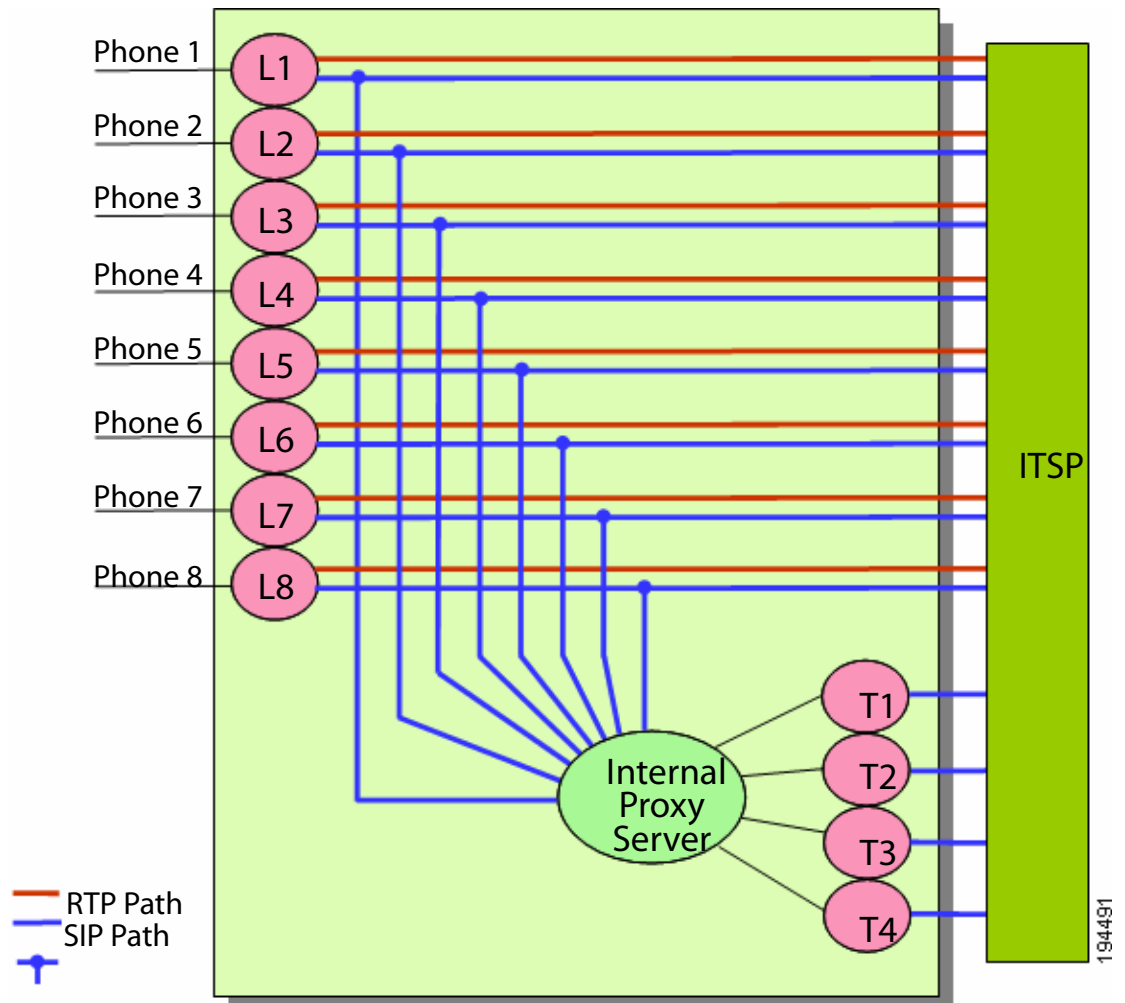 Phone 1
L1
Phone 2
L2
Phone 3
L3
Phone 4
L4
Phone 5
L5
Phone 6
L6
Phone 7
L7
Phone 8
L8
ITSP
Internal
Proxy
Server
T1
T2
T3
T4
RTP Path
SIP Path
194491